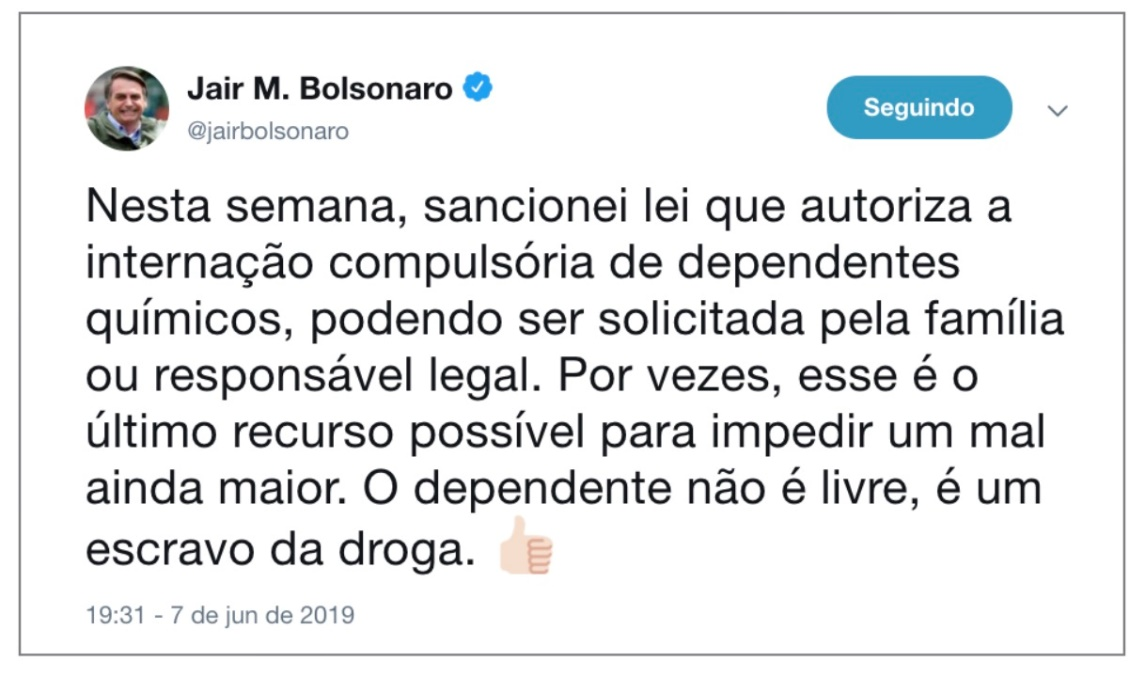 Jair M. Bolsonaro
@jairbolsonaro
Seguindo
Nesta semana, sancionei lei que autoriza a
internação compulsória de dependentes
químicos, podendo ser solicitada pela família
ou responsável legal. Por vezes, esse é o
último recurso possível para impedir um mal
ainda maior. O dependente não é livre, é um
escravo da droga. 👍🏻
19:31 - 7 de jun de 2019